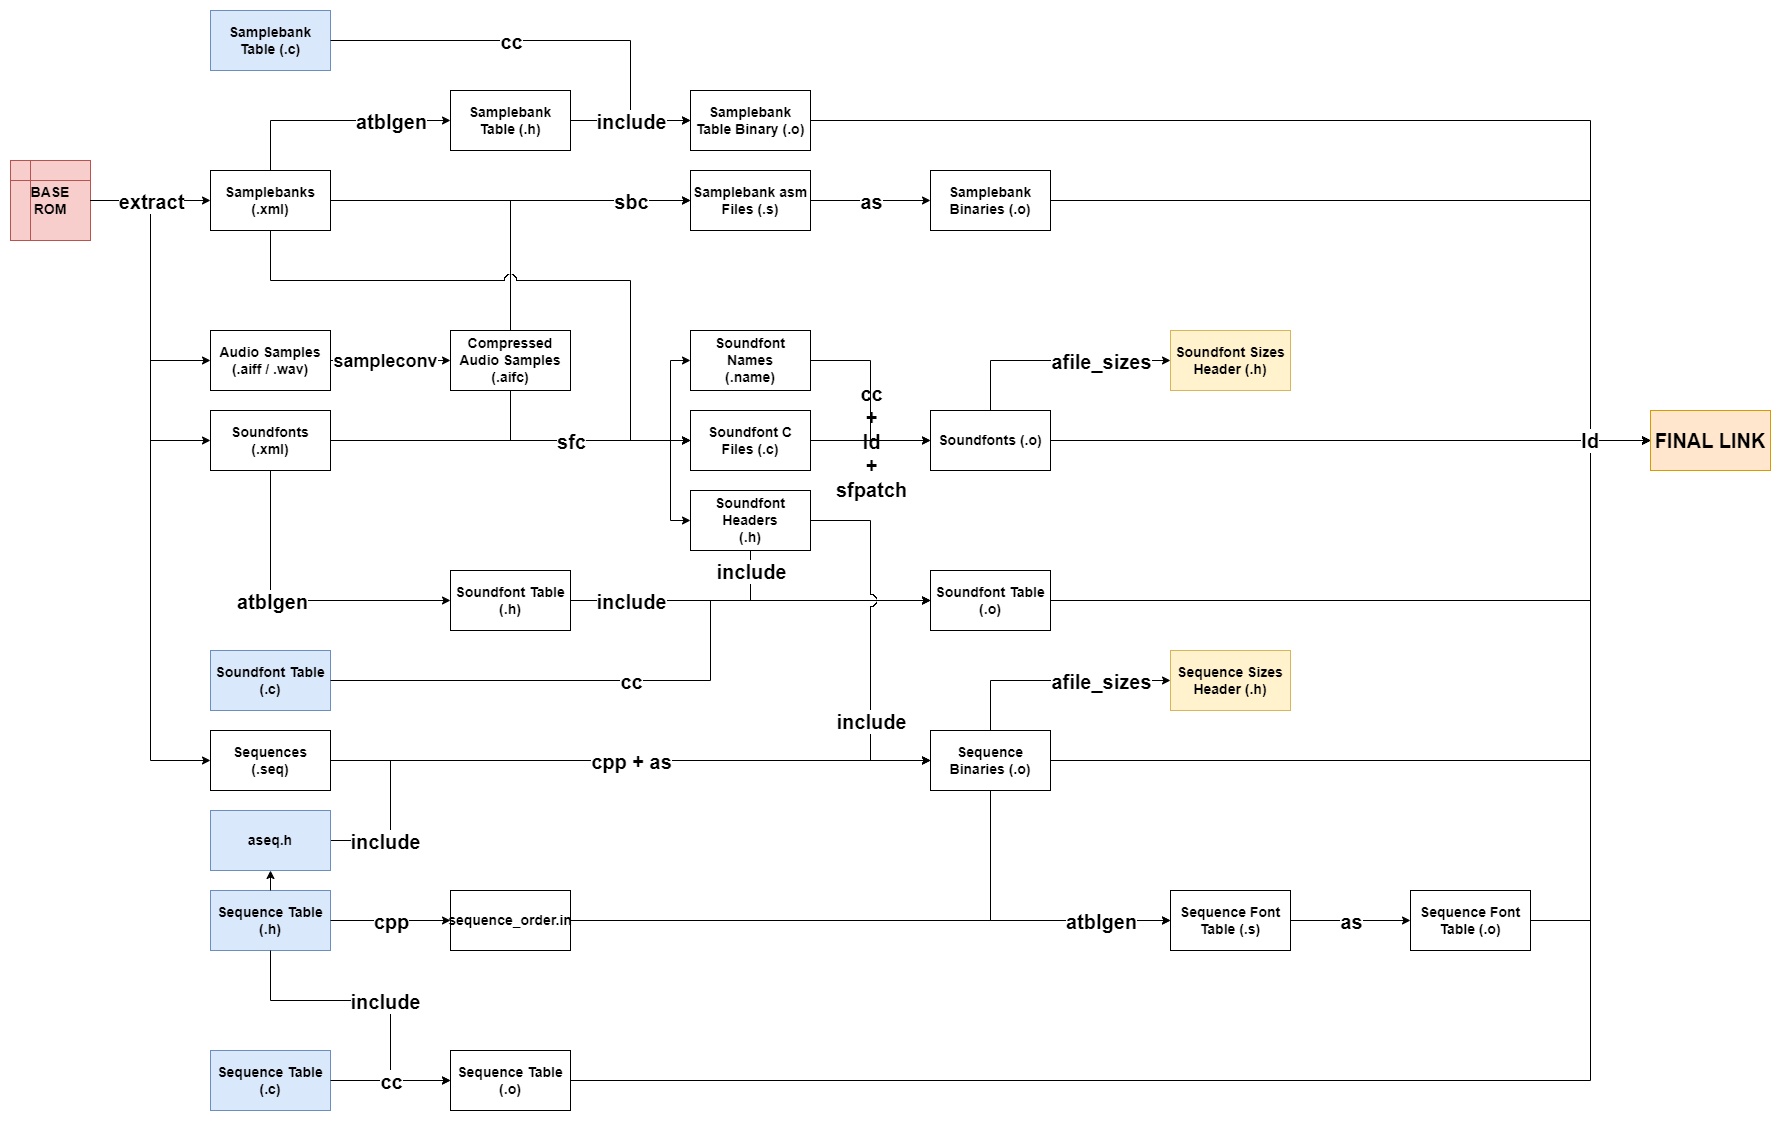 Samplebank
Table (.c)
cc
atblgen
Samplebank
Table (.h)
include
Samplebank
Table Binary (.o)
BASE
ROM
extract
Samplebanks
(.xml)
sbc
Samplebank asm
Files (.s)
as
Samplebank
Binaries (.o)
Audio Samples
(.aiff / .wav)
sampleconv
Compressed
Audio Samples
(.aifc)
Soundfont
Names
(.name)
afile_sizes
Soundfont Sizes
Header (.h)
Soundfonts
(.xml)
sfc
Soundfont C
Files (.c)
cc
+
ld
+
sfpatch
Soundfonts (.o)
ld
FINAL LINK
Soundfont
Headers
(.h)
include
atblgen
Soundfont Table
(.h)
include
Soundfont Table
(.o)
Soundfont Table
(.c)
cc
afile_sizes
Sequence Sizes
Header (.h)
include
Sequences
(.seq)
cpp + as
Sequence
Binaries (.o)
aseq.h
include
Sequence Table
(.h)
cpp
sequence_order.in
atblgen
Sequence Font
Table (.s)
as
Sequence Font
Table (.o)
include
Sequence Table
(.c)
cc
Sequence Table
(.o)